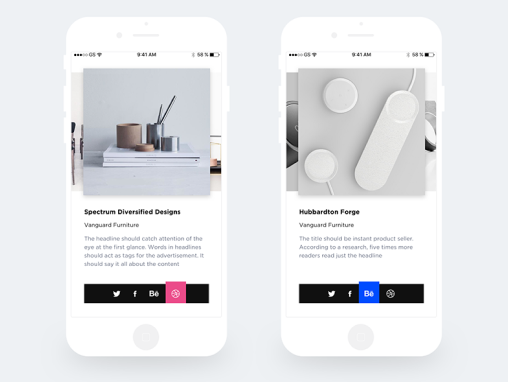 GS 9:41 AM 58 %
Spectrum Diversified Designs
Vanguard Furniture
The headline should catch attention of the
eye at the first glance. Words in headlines
should act as tags for the advertisement. It
should say it all about the content
Bē
GS 9:41 AM 58 %
Hubbardton Forge
Vanguard Furniture
The title should be instant product seller.
According to a research, five times more
readers read just the headline
Bē